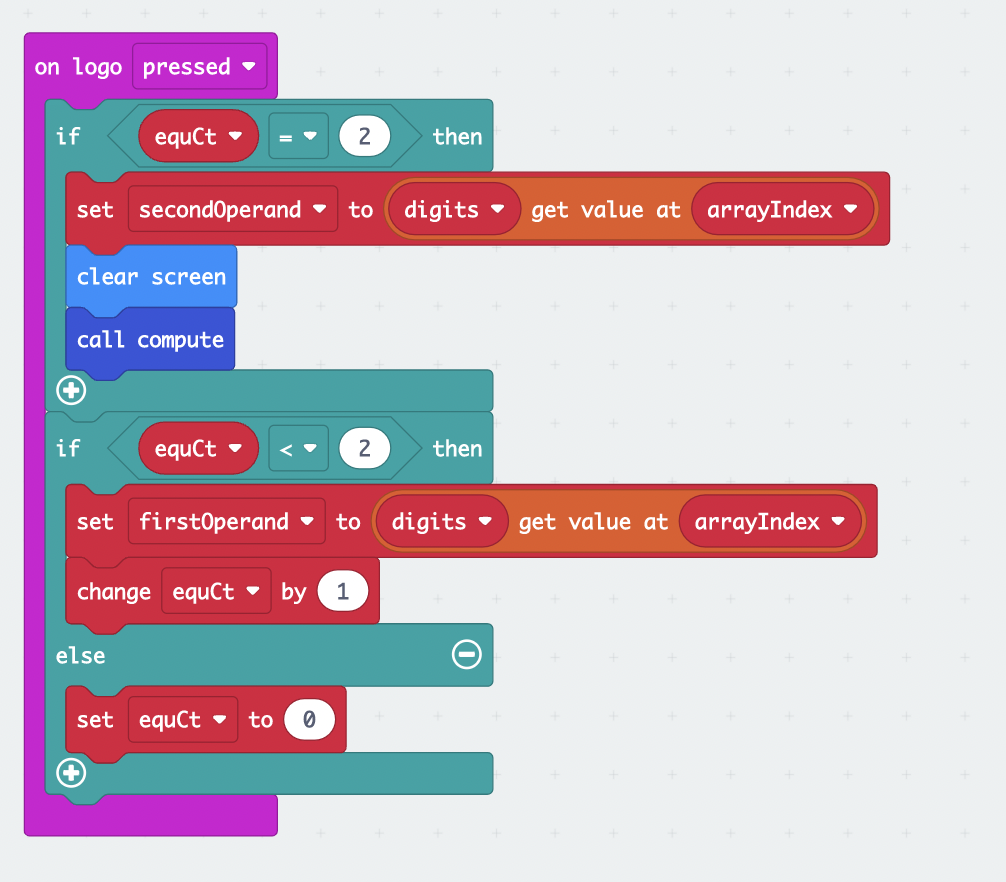 on logo pressed
if equCt = 2 then
set secondOperand to digits get value at arrayIndex
clear screen
call compute
if equCt < 2 then
set firstOperand to digits get value at arrayIndex
change equCt by 1
else
set equCt to 0